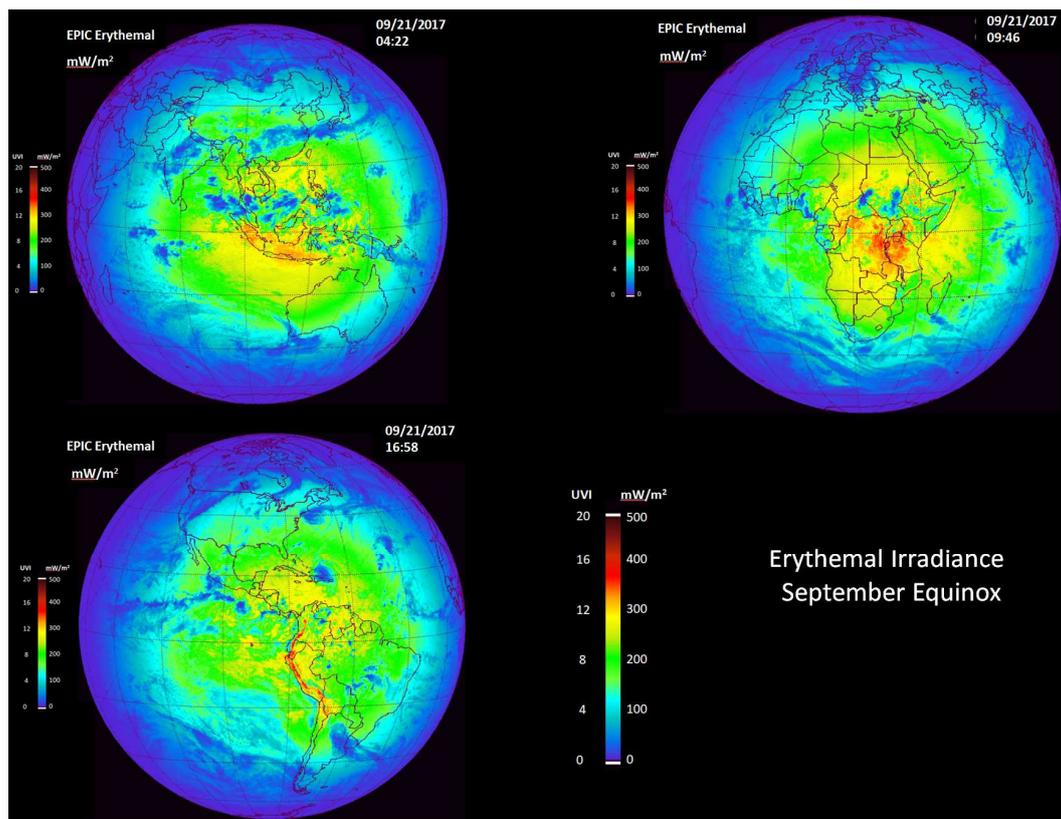 EPIC Erythemal
mW/m²
09/21/2017
04:22
UVI mW/m²
20 500
16 400
12 300
8 200
4 100
0 0
EPIC Erythemal
mW/m²
09/21/2017
09:46
UVI mW/m²
20 500
16 400
12 300
8 200
4 100
0 0
EPIC Erythemal
mW/m²
09/21/2017
16:58
UVI mW/m²
20 500
16 400
12 300
8 200
4 100
0 0
UVI mW/m²
20 500
16 400
12 300
8 200
4 100
0 0
Erythemal Irradiance
September Equinox